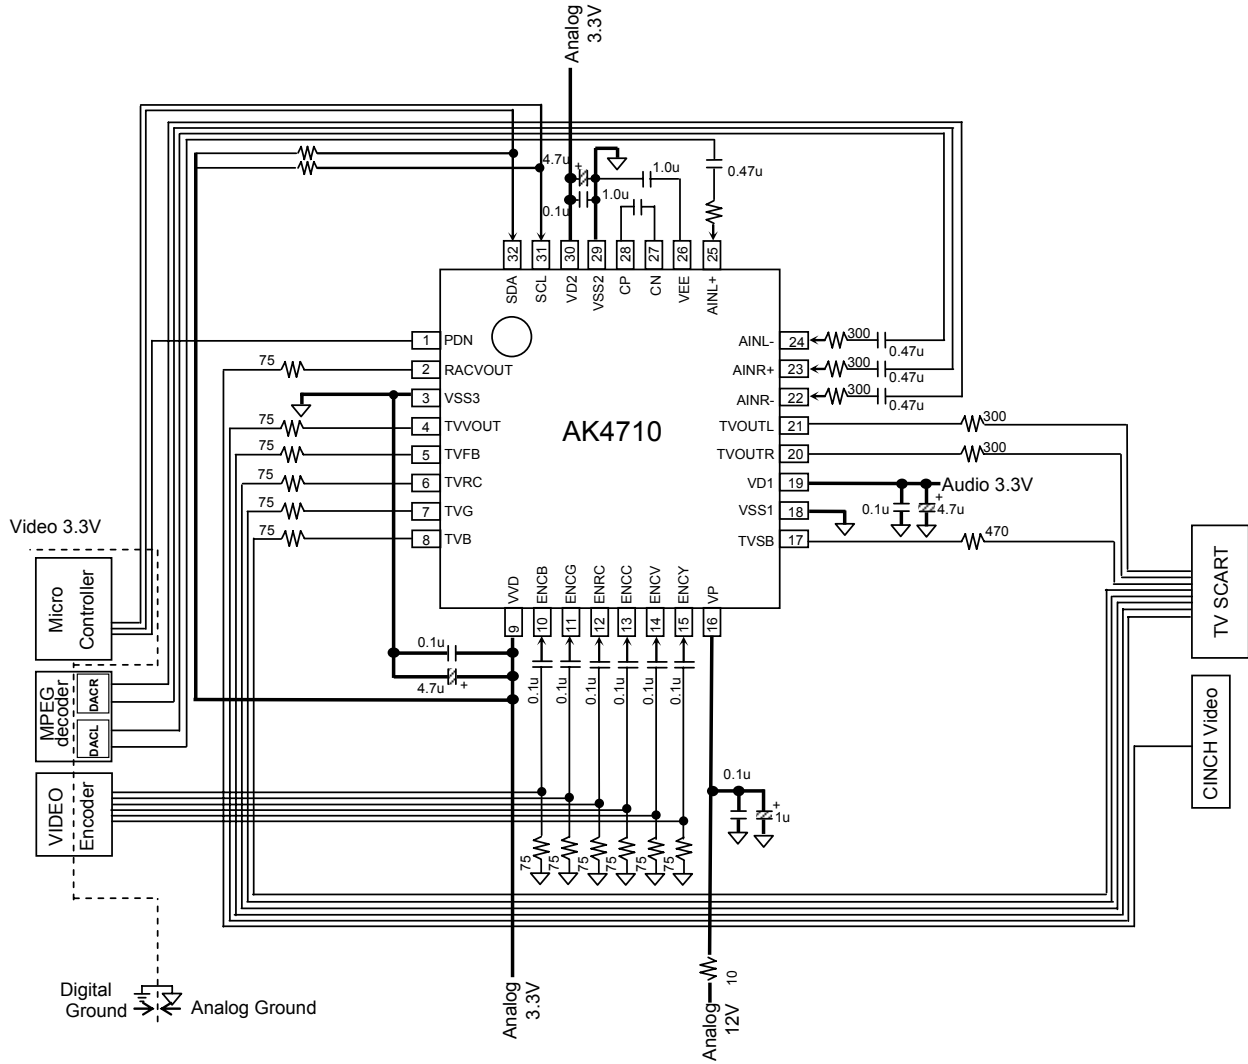 Analog
3.3V
4.7u
+
1.0u
0.47u
0.1u
1.0u
32
31
30
29
28
27
26
25
SDA
SCL
VD2
VSS2
CP
CN
VEE
AINL+
1
PDN
75
2
RACVOUT
3
VSS3
75
4
TVVOUT
75
5
TVFB
75
6
TVRC
75
7
TVG
75
8
TVB
AK4710
AINL-
24
300
0.47u
AINR+
23
300
0.47u
AINR-
22
300
0.47u
TVOUTL
21
300
TVOUTR
20
300
VD1
19
Audio 3.3V
0.1u
+
4.7u
VSS1
18
TVSB
17
470
VVD
ENCB
ENCG
ENRC
ENCC
ENCV
ENCY
VP
9
10
11
12
13
14
15
16
0.1u
4.7u
+
0.1u
0.1u
0.1u
0.1u
0.1u
0.1u
Video 3.3V
Micro
Controller
MPEG
decoder
DACR
DACL
VIDEO
Encoder
TV SCART
CINCH Video
0.1u
+
1u
75
75
75
75
75
75
10
Analog
3.3V
Analog
12V
Digital
Ground
Analog Ground